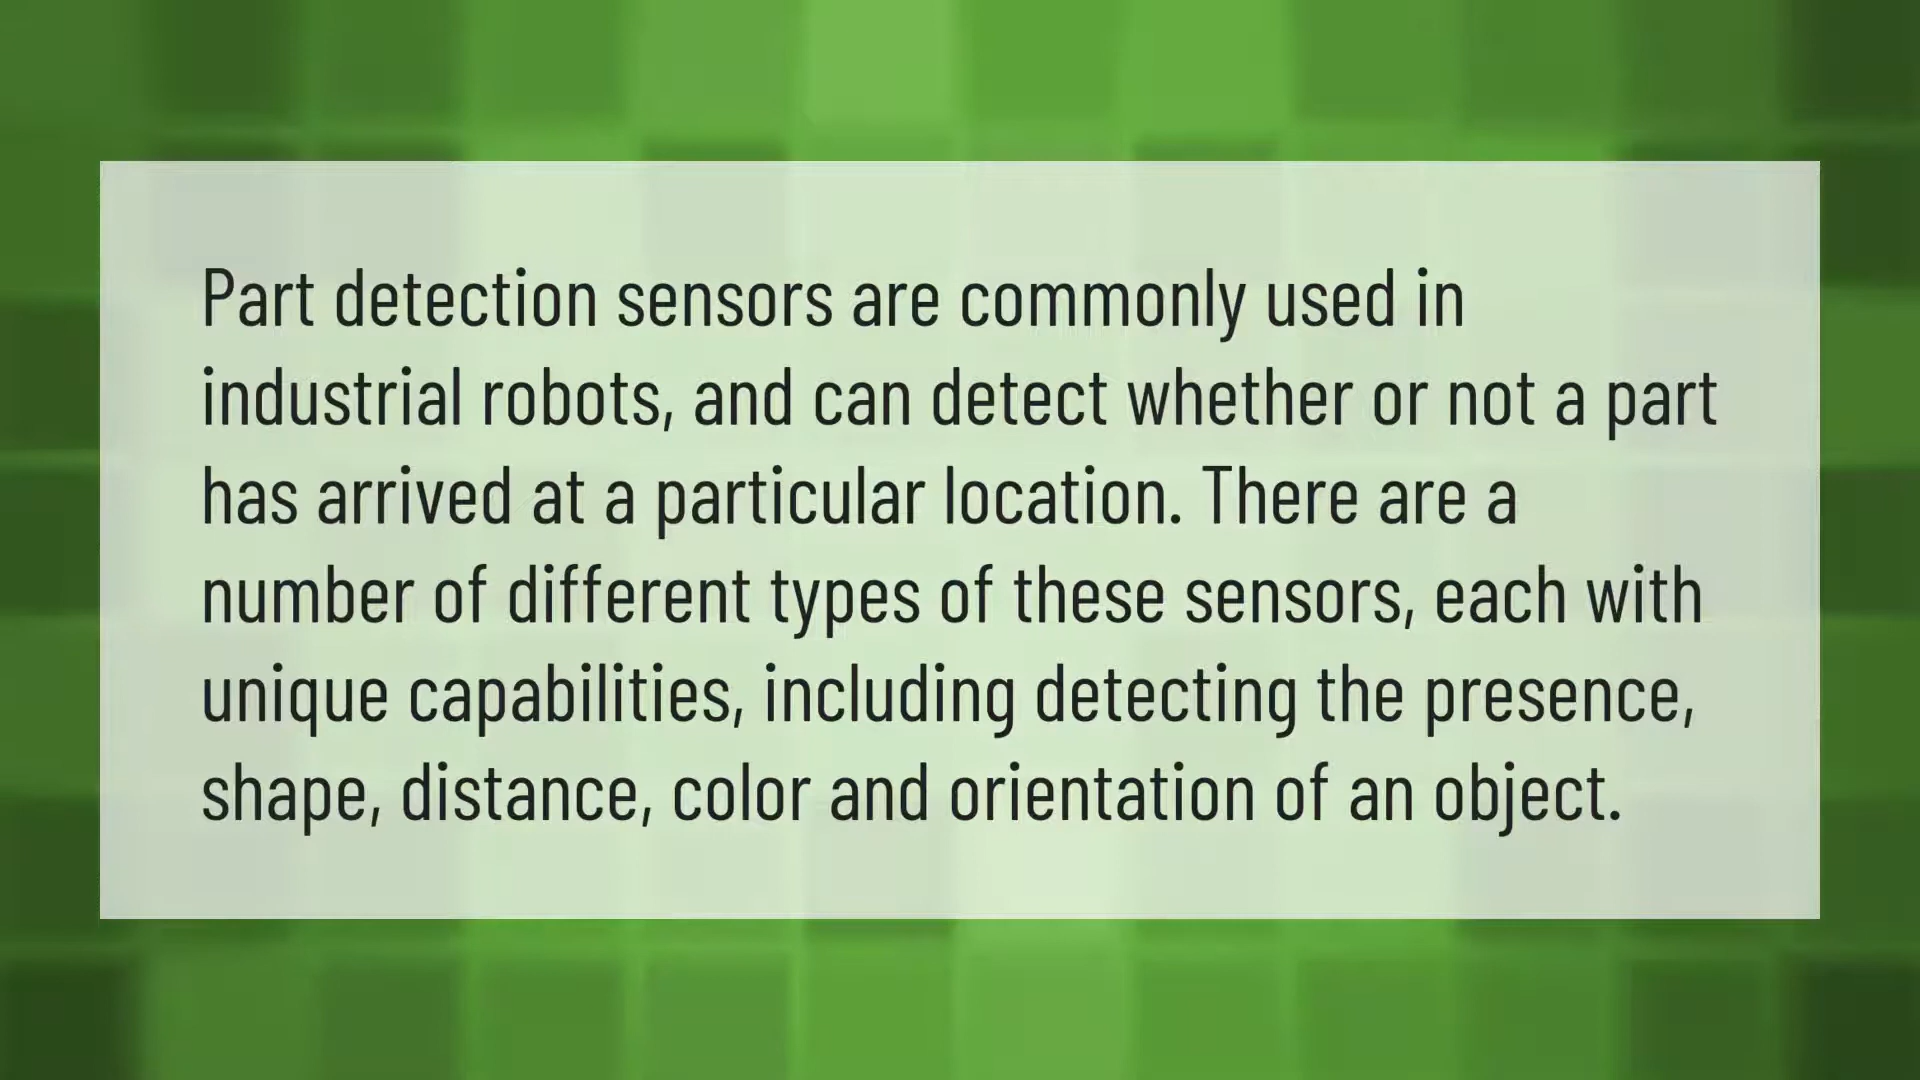 Part detection sensors are commonly used in
industrial robots, and can detect whether or not a part
has arrived at a particular location. There are a
number of different types of these sensors, each with
unique capabilities, including detecting the presence,
shape, distance, color and orientation of an object.